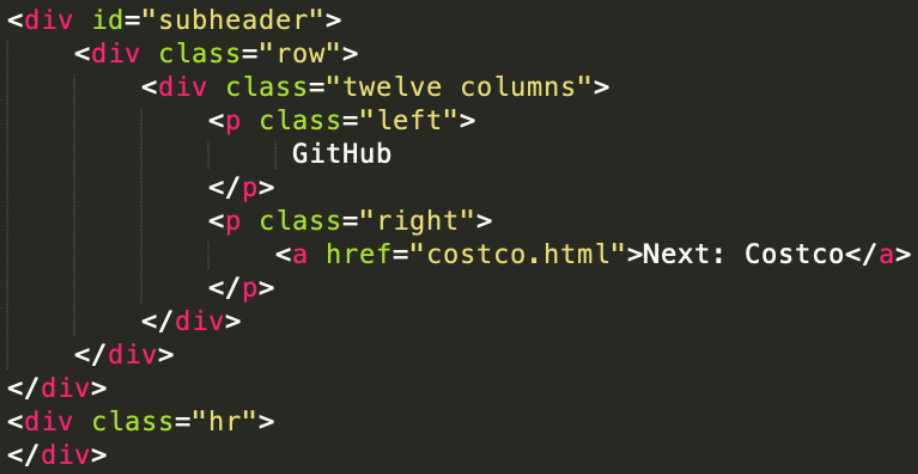 <div id="subheader">
    <div class="row">
        <div class="twelve columns">
            <p class="left">
                 GitHub
            </p>
            <p class="right">
                <a href="costco.html">Next: Costco</a>
            </p>
        </div>
    </div>
</div>
<div class="hr">
</div>